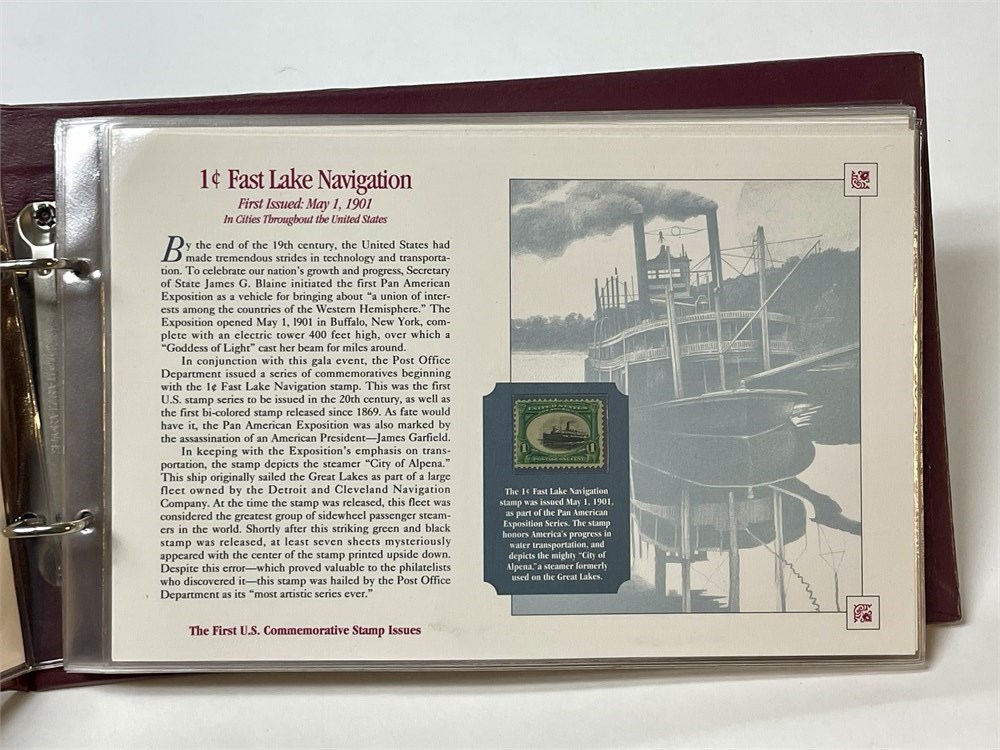 1¢ Fast Lake Navigation
First Issued: May 1, 1901
In Cities Throughout the United States
By the end of the 19th century, the United States had
made tremendous strides in technology and transporta-
tion. To celebrate our nation's growth and progress, Secretary
of State James G. Blaine initiated the first Pan American
Exposition as a vehicle for bringing about “a union of inter-
ests among the countries of the Western Hemisphere.” The
Exposition opened May 1, 1901 in Buffalo, New York, com-
plete with an electric tower 400 feet high, over which a
“Goddess of Light” cast her beam for miles around.
In conjunction with this gala event, the Post Office
Department issued a series of commemoratives beginning
with the 1¢ Fast Lake Navigation stamp. This was the first
U.S. stamp series to be issued in the 20th century, as well as
the first bi-colored stamp released since 1869. As fate would
have it, the Pan American Exposition was also marked by
the assassination of an American President—James Garfield.
In keeping with the Exposition's emphasis on trans-
portation, the stamp depicts the steamer “City of Alpena.”
This ship originally sailed the Great Lakes as part of a large
fleet owned by the Detroit and Cleveland Navigation
Company. At the time the stamp was released, this fleet was
considered the greatest group of sidewheel passenger steam-
ers in the world. Shortly after this striking green and black
stamp was released, at least seven sheets mysteriously
appeared with the center of the stamp printed upside down.
Despite this error—which proved valuable to the philatelists
who discovered it—this stamp was hailed by the Post Office
Department as its “most artistic series ever.”
The First U.S. Commemorative Stamp Issues
UNITED STATES
1 1
The 1¢ Fast Lake Navigation
stamp was issued May 1, 1901,
as part of the Pan American
Exposition Series. The stamp
honors America's progress in
water transportation, and
depicts the mighty “City of
Alpena,” a steamer formerly
used on the Great Lakes.